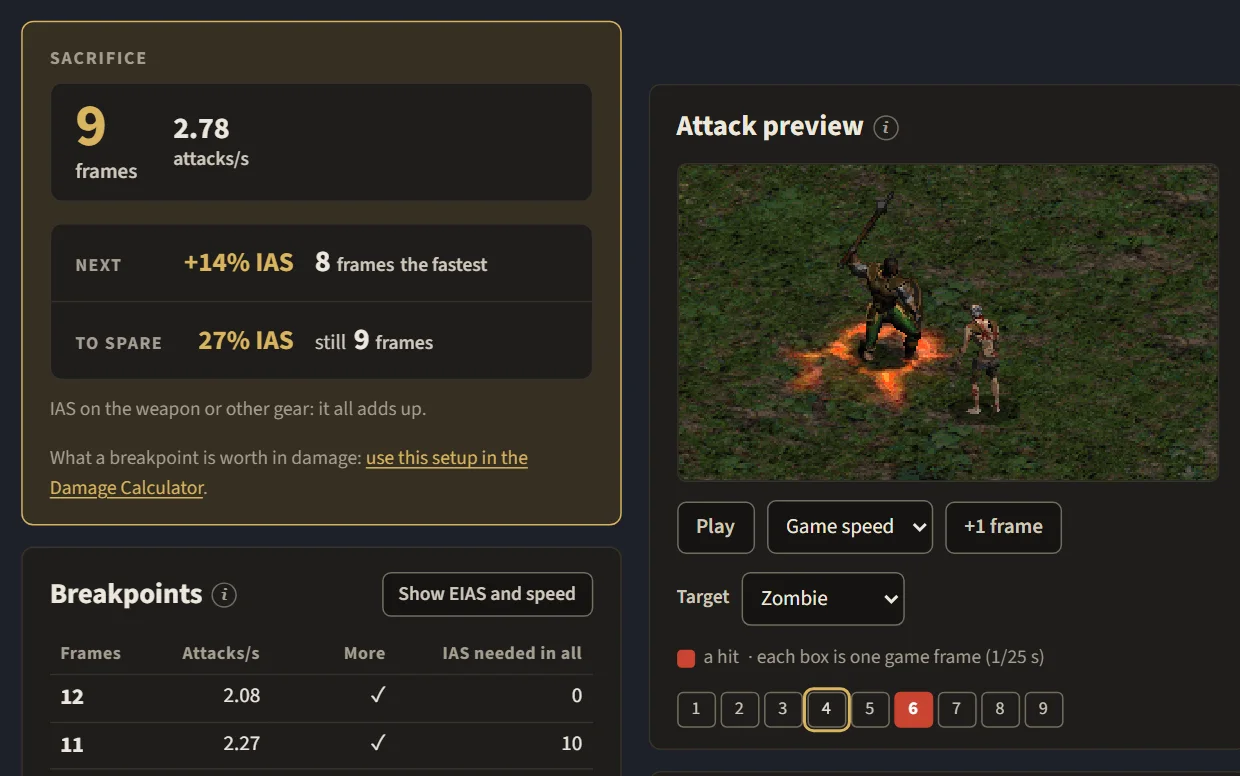 SACRIFICE
9
frames
2.78
attacks/s
NEXT +14% IAS 8 frames the fastest
TO SPARE 27% IAS still 9 frames
IAS on the weapon or other gear: it all adds up.
What a breakpoint is worth in damage: use this setup in the
Damage Calculator.
Breakpoints i Show EIAS and speed
Frames Attacks/s More IAS needed in all
12 2.08 ✓ 0
11 2.27 ✓ 10
Attack preview i
Play Game speed +1 frame
Target Zombie
a hit · each box is one game frame (1/25 s)
1 2 3 4 5 6 7 8 9